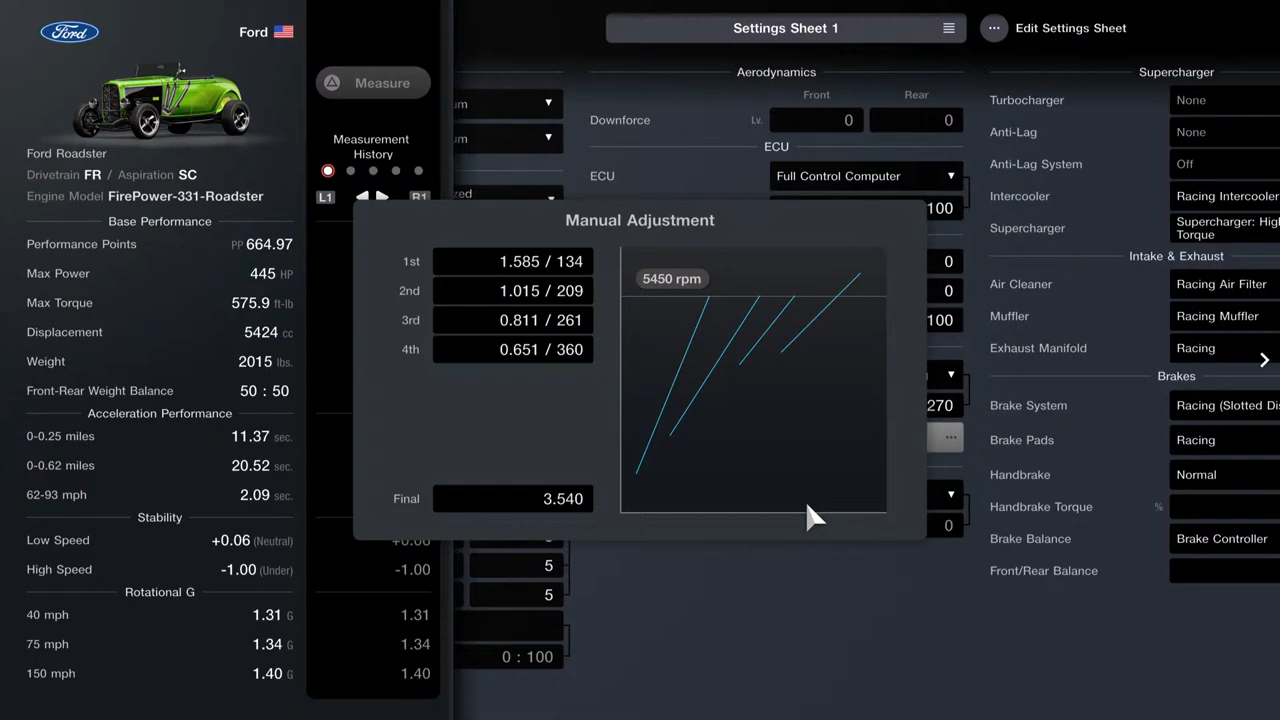 Ford
Ford
Ford Roadster
Drivetrain FR / Aspiration SC
Engine Model FirePower-331-Roadster
Base Performance
Performance Points PP 664.97
Max Power 445 HP
Max Torque 575.9 ft-lb
Displacement 5424 cc
Weight 2015 lbs.
Front-Rear Weight Balance 50 : 50
Acceleration Performance
0-0.25 miles 11.37 sec.
0-0.62 miles 20.52 sec.
62-93 mph 2.09 sec.
Stability
Low Speed +0.06 (Neutral)
High Speed -1.00 (Under)
Rotational G
40 mph 1.31 G
75 mph 1.34 G
150 mph 1.40 G
Measure
Measurement
History
L1 R1
+0.06
-1.00
1.31
1.34
1.40
Settings Sheet 1
Edit Settings Sheet
um
um
zed
5
5
0 : 100
Manual Adjustment
1st 1.585 / 134
2nd 1.015 / 209
3rd 0.811 / 261
4th 0.651 / 360
Final 3.540
5450 rpm
Aerodynamics
Front Rear
Downforce Lv. 0 0
ECU
ECU Full Control Computer
100
0
0
100
270
0
Supercharger
Turbocharger None
Anti-Lag None
Anti-Lag System Off
Intercooler Racing Intercooler
Supercharger Supercharger: High
Torque
Intake & Exhaust
Air Cleaner Racing Air Filter
Muffler Racing Muffler
Exhaust Manifold Racing
Brakes
Brake System Racing (Slotted Dis
Brake Pads Racing
Handbrake Normal
Handbrake Torque %
Brake Balance Brake Controller
Front/Rear Balance